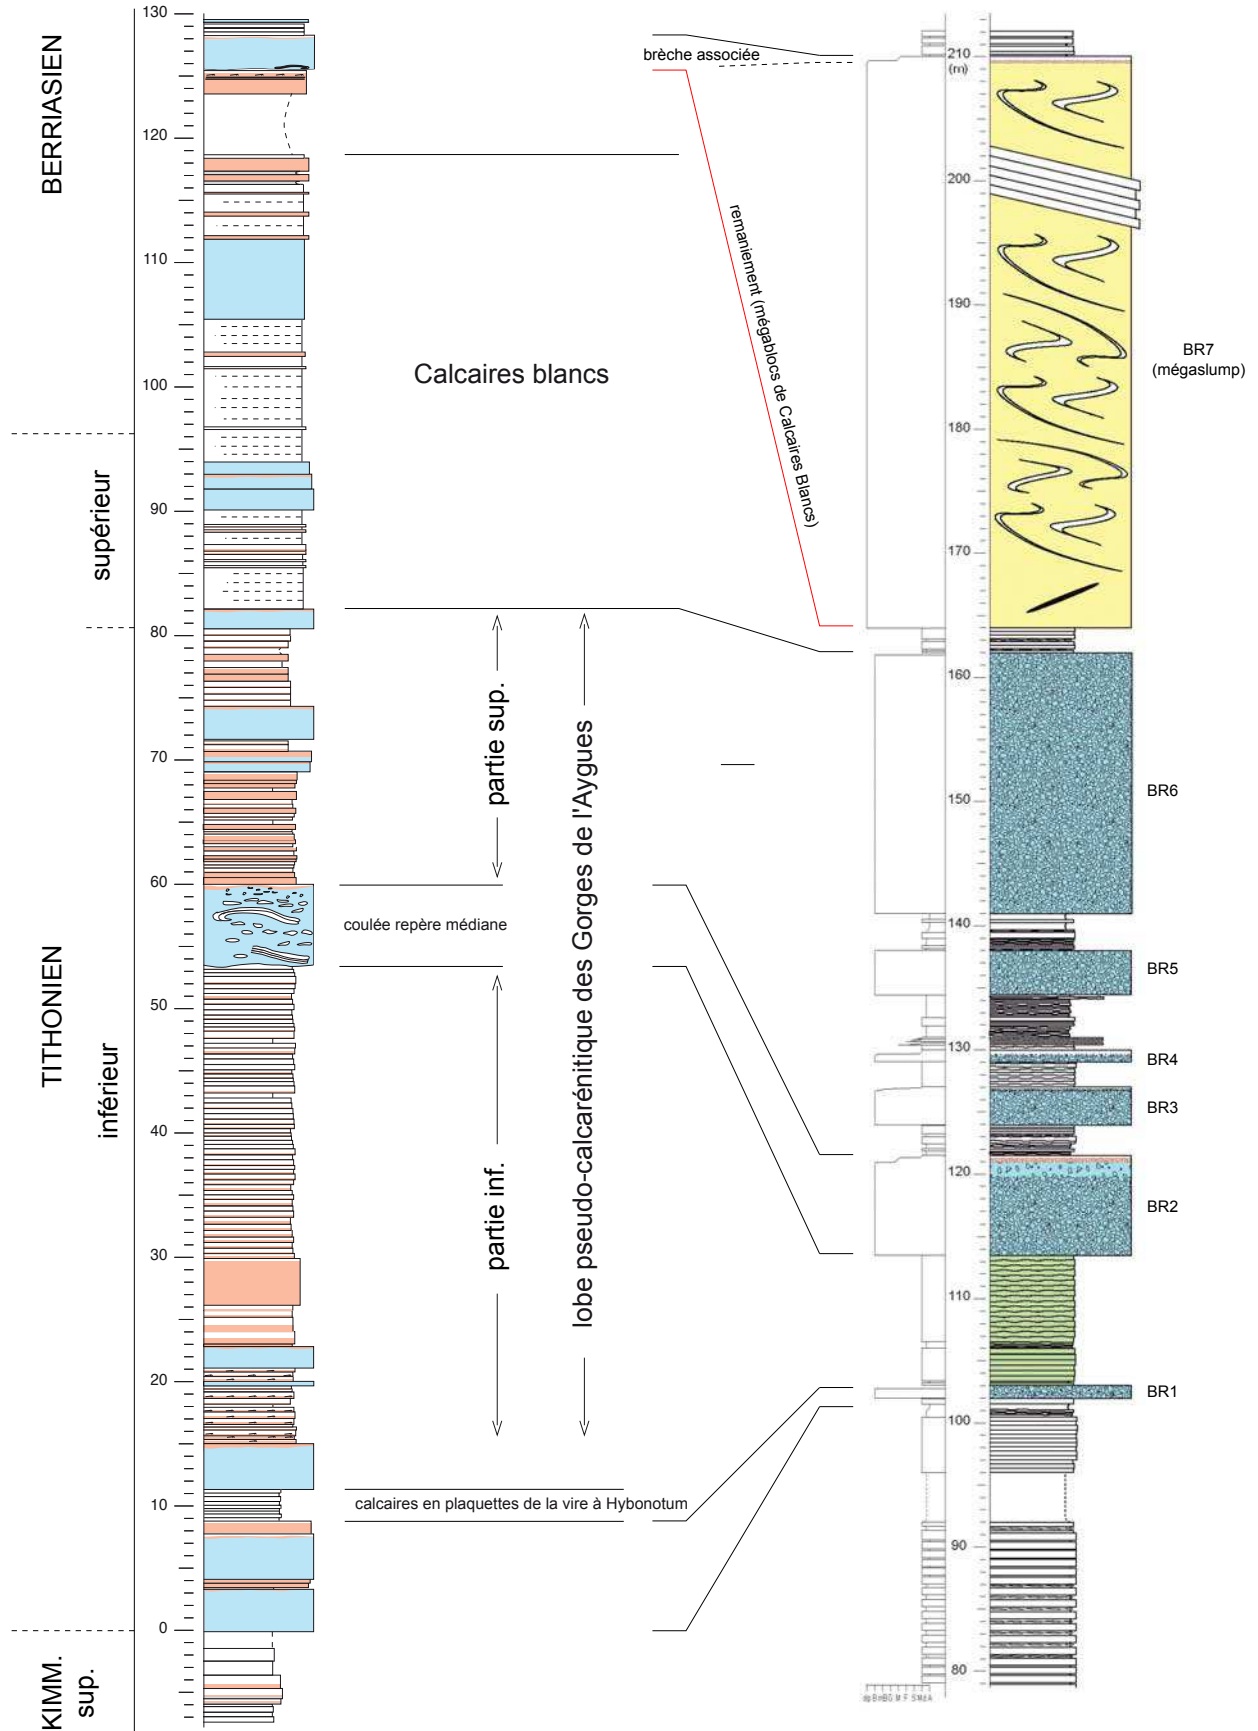 BERRIASIEN
supérieur
TITHONIEN
inférieur
KIMM.
sup.
130
120
110
100
90
80
70
60
50
40
30
20
10
0
brèche associée
remaniement (mégablocs de Calcaires Blancs)
Calcaires blancs
partie sup.
coulée repère médiane
partie inf.
lobe pseudo-calcarénitique des Gorges de l'Aygues
calcaires en plaquettes de la vire à Hybonotum
210
(m)
200
190
180
170
160
150
140
130
120
110
100
90
80
BR7
(mégaslump)
BR6
BR5
BR4
BR3
BR2
BR1